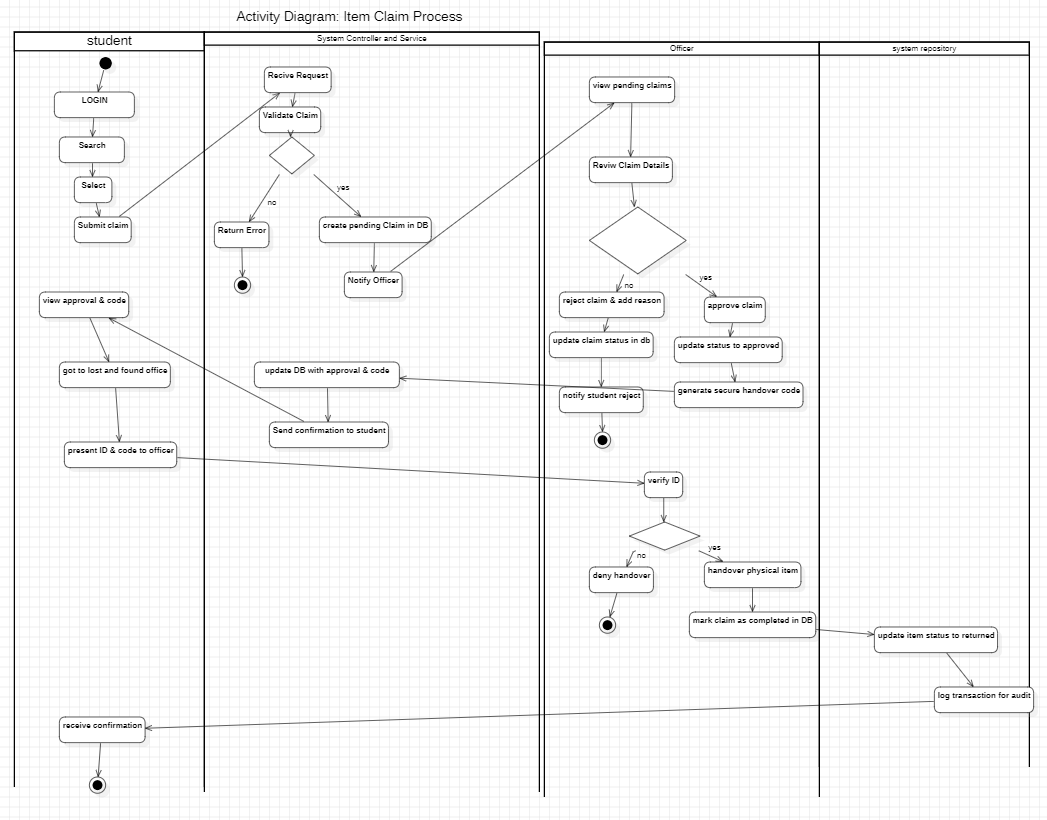 Activity Diagram: Item Claim Process
student
System Controller and Service
Officer
system repository
LOGIN
Search
Select
Submit claim
view approval & code
got to lost and found office
present ID & code to officer
receive confirmation
Recive Request
Validate Claim
no
yes
Return Error
create pending Claim in DB
Notify Officer
update DB with approval & code
Send confirmation to student
view pending claims
Reviw Claim Details
no
yes
reject claim & add reason
approve claim
update claim status in db
update status to approved
notify student reject
generate secure handover code
verify ID
no
yes
deny handover
handover physical item
mark claim as completed in DB
update item status to returned
log transaction for audit